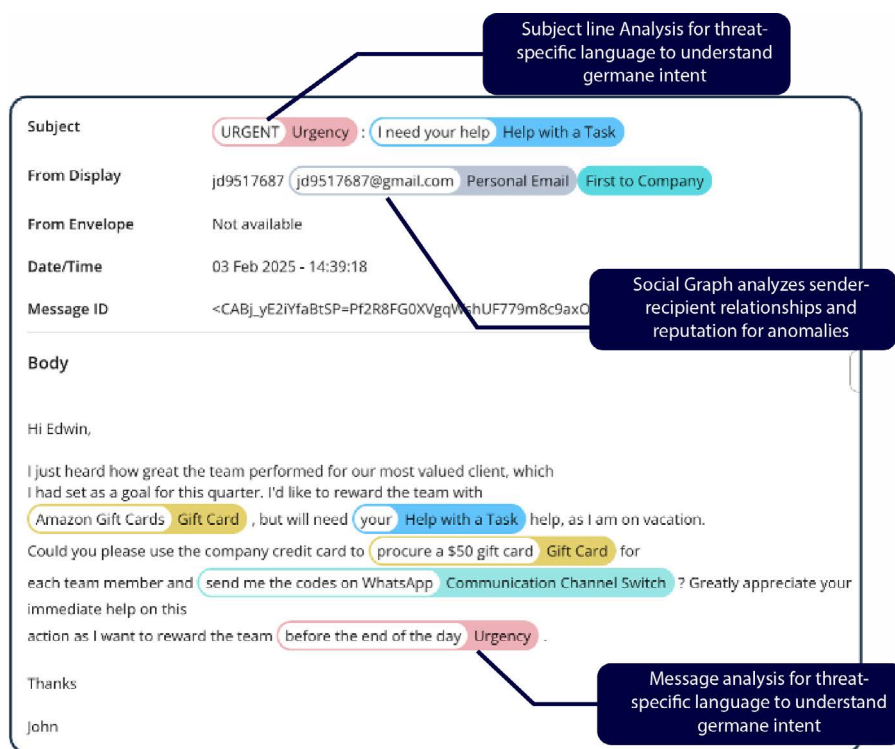 Subject line Analysis for threat-
specific language to understand
germane intent
Subject URGENT Urgency : I need your help Help with a Task
From Display jd9517687 jd9517687@gmail.com Personal Email First to Company
From Envelope Not available
Date/Time 03 Feb 2025 - 14:39:18
Social Graph analyzes sender-
recipient relationships and
reputation for anomalies
Message ID
Body
Hi Edwin,
I just heard how great the team performed for our most valued client, which
I had set as a goal for this quarter. I'd like to reward the team with
Amazon Gift Cards Gift Card , but will need your Help with a Task help, as I am on vacation.
Could you please use the company credit card to procure a $50 gift card Gift Card for
each team member and send me the codes on WhatsApp Communication Channel Switch ? Greatly appreciate your
immediate help on this
action as I want to reward the team before the end of the day Urgency .
Thanks
John
Message analysis for threat-
specific language to understand
germane intent